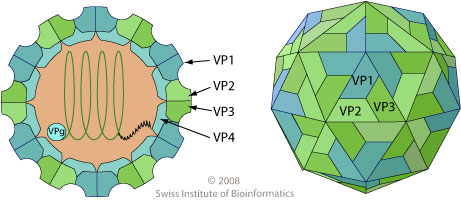 VP1
VP2
VP3
VP4
VPg
VP1
VP2
VP3
© 2008
Swiss Institute of Bioinformatics